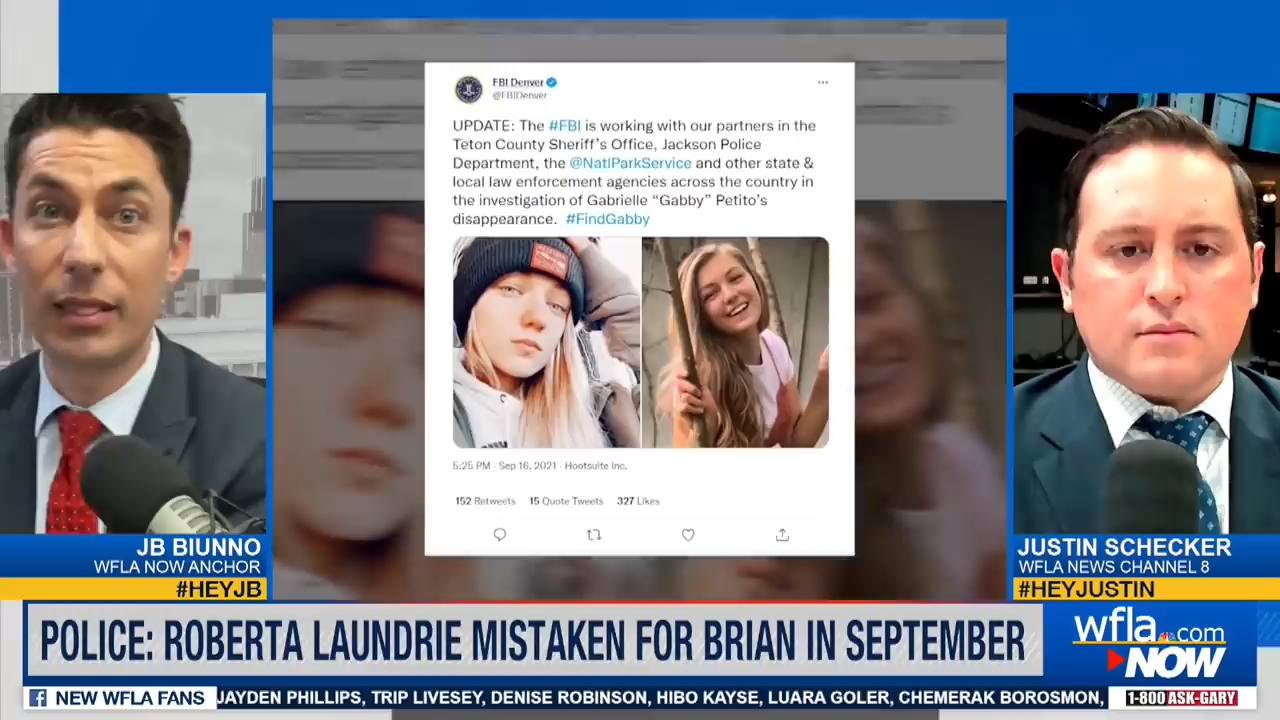 FBI Denver
@FBIDenver
UPDATE: The #FBI is working with our partners in the
Teton County Sheriff's Office, Jackson Police
Department, the @NatlParkService and other state &
local law enforcement agencies across the country in
the investigation of Gabrielle “Gabby” Petito's
disappearance. #FindGabby
5:25 PM · Sep 16, 2021 · Hootsuite Inc.
152 Retweets 15 Quote Tweets 327 Likes
JB BIUNNO
WFLA NOW ANCHOR
#HEYJB
JUSTIN SCHECKER
WFLA NEWS CHANNEL 8
#HEYJUSTIN
POLICE: ROBERTA LAUNDRIE MISTAKEN FOR BRIAN IN SEPTEMBER
wfla.com
NOW
NEW WFLA FANS JAYDEN PHILLIPS, TRIP LIVESEY, DENISE ROBINSON, HIBO KAYSE, LUARA GOLER, CHEMERAK BOROSMON,
1-800 ASK-GARY